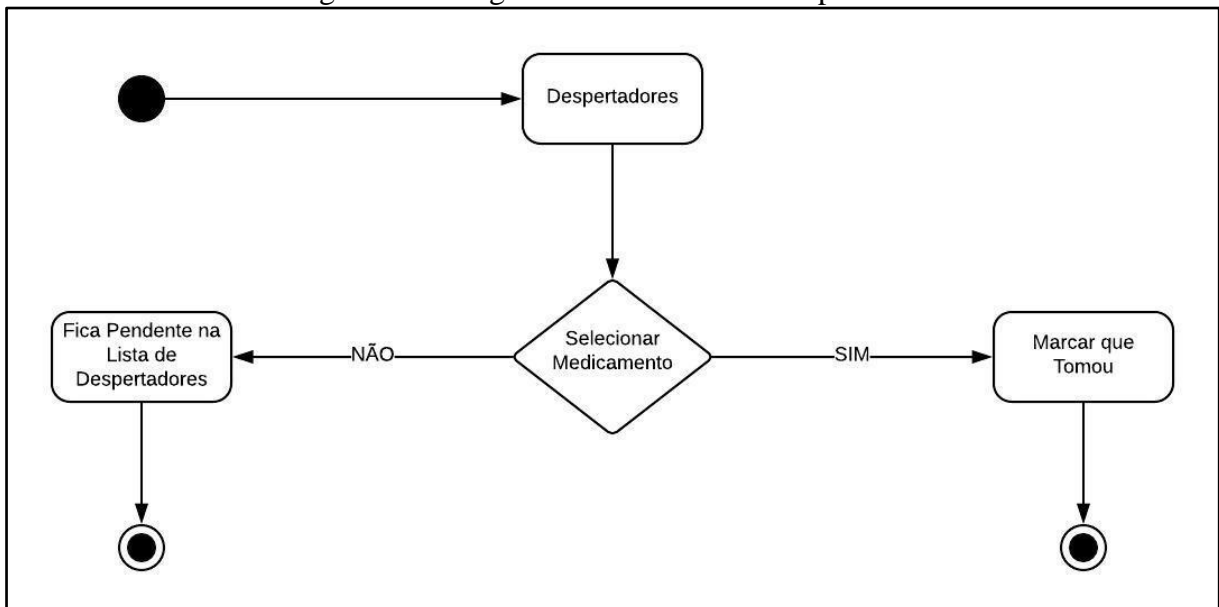 Despertadores
Selecionar
Medicamento
NÃO
SIM
Fica Pendente na
Lista de
Despertadores
Marcar que
Tomou